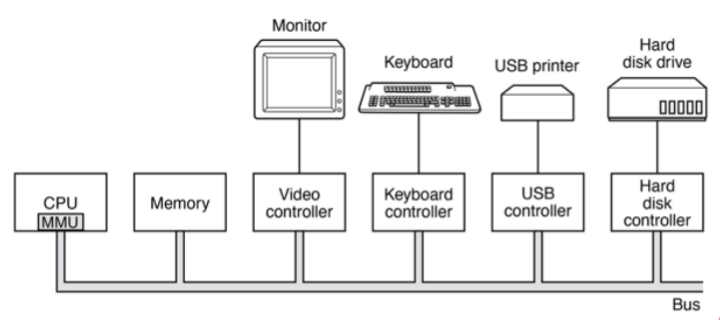 Monitor
Keyboard
USB printer
Hard
disk drive
CPU
MMU
Memory
Video
controller
Keyboard
controller
USB
controller
Hard
disk
controller
Bus